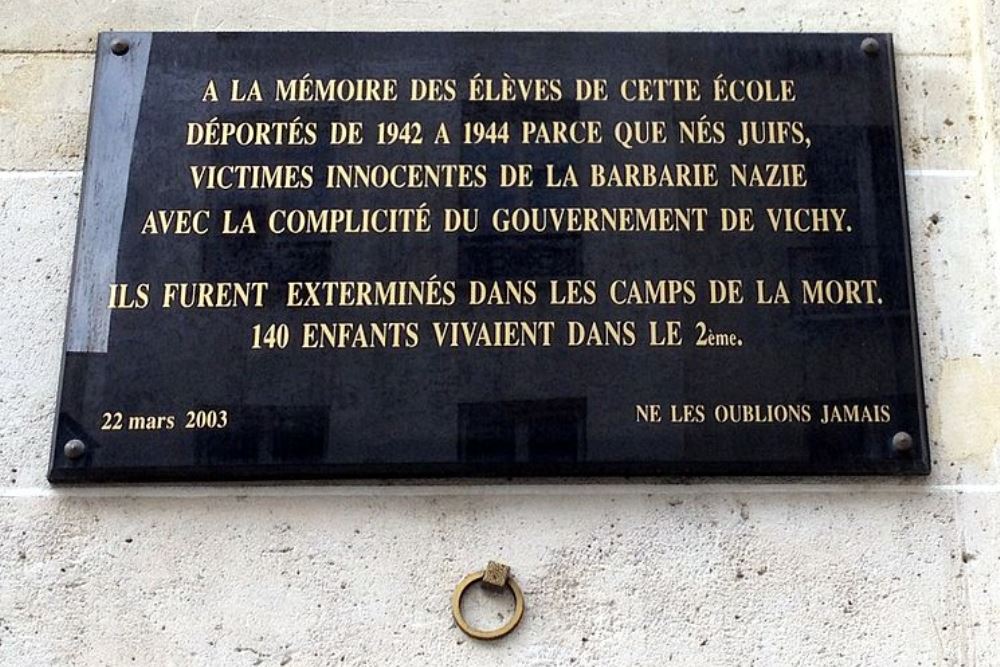 A LA MÉMOIRE DES ÉLÈVES DE CETTE ÉCOLE
DÉPORTÉS DE 1942 A 1944 PARCE QUE NÉS JUIFS,
VICTIMES INNOCENTES DE LA BARBARIE NAZIE
AVEC LA COMPLICITÉ DU GOUVERNEMENT DE VICHY.
ILS FURENT EXTERMINÉS DANS LES CAMPS DE LA MORT.
140 ENFANTS VIVAIENT DANS LE 2ème.
22 mars 2003
NE LES OUBLIONS JAMAIS